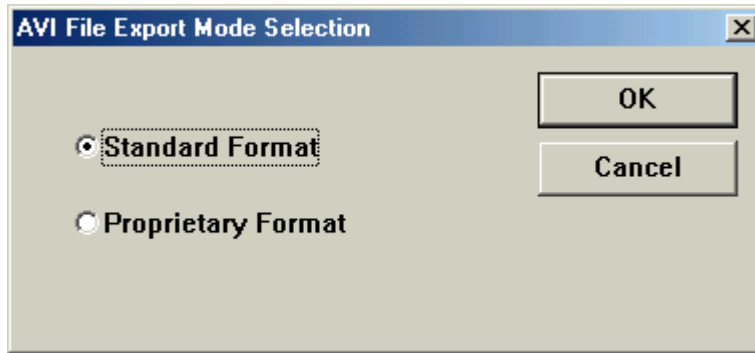 AVI File Export Mode Selection
OK
Standard Format
Cancel
Proprietary Format